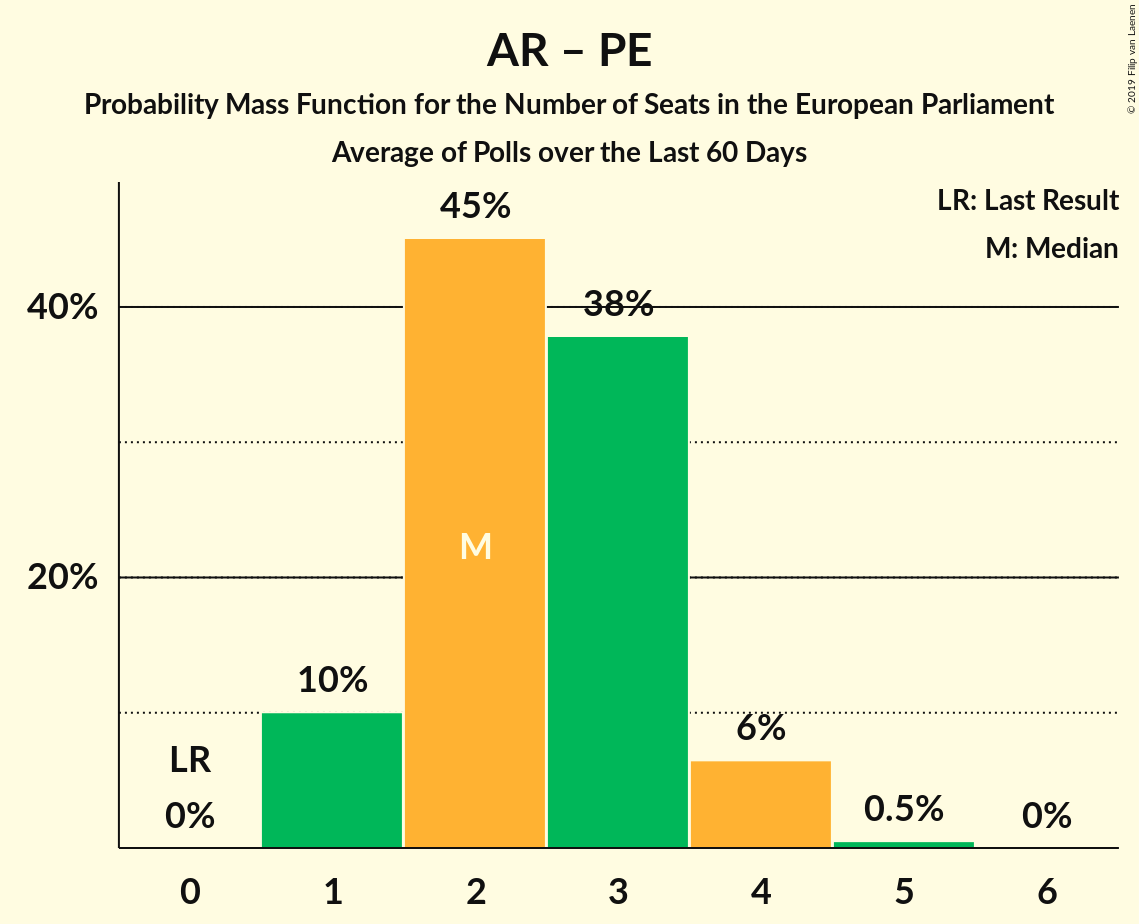 AR – PE
Probability Mass Function for the Number of Seats in the European Parliament
Average of Polls over the Last 60 Days
© 2019 Filip van Laenen
LR: Last Result
M: Median
45%
40%
38%
M
20%
10%
6%
LR
0%
0.5%
0%
0 1 2 3 4 5 6